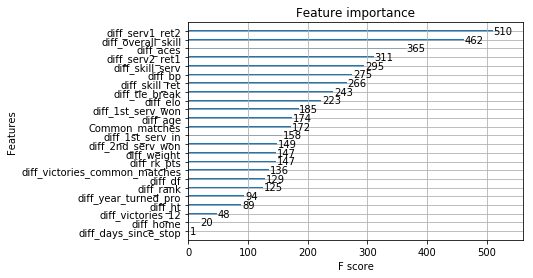 Feature importance
diff_serv1_ret2 510
diff_overall_skill 462
diff_aces 365
diff_serv2_ret1 311
diff_skill_serv 295
diff_bp 275
diff_skill_ret 266
diff_tie_break 243
diff_elo 223
diff_1st_serv_won 185
diff_age 174
Common_matches 172
diff_1st_serv_in 158
diff_2nd_serv_won 149
diff_weight 147
diff_rk_pts 147
diff_victories_common_matches 136
diff_df 129
diff_rank 125
diff_year_turned_pro 94
diff_ht 89
diff_victories_12 48
diff_home 20
diff_days_since_stop 1
Features
0 100 200 300 400 500
F score